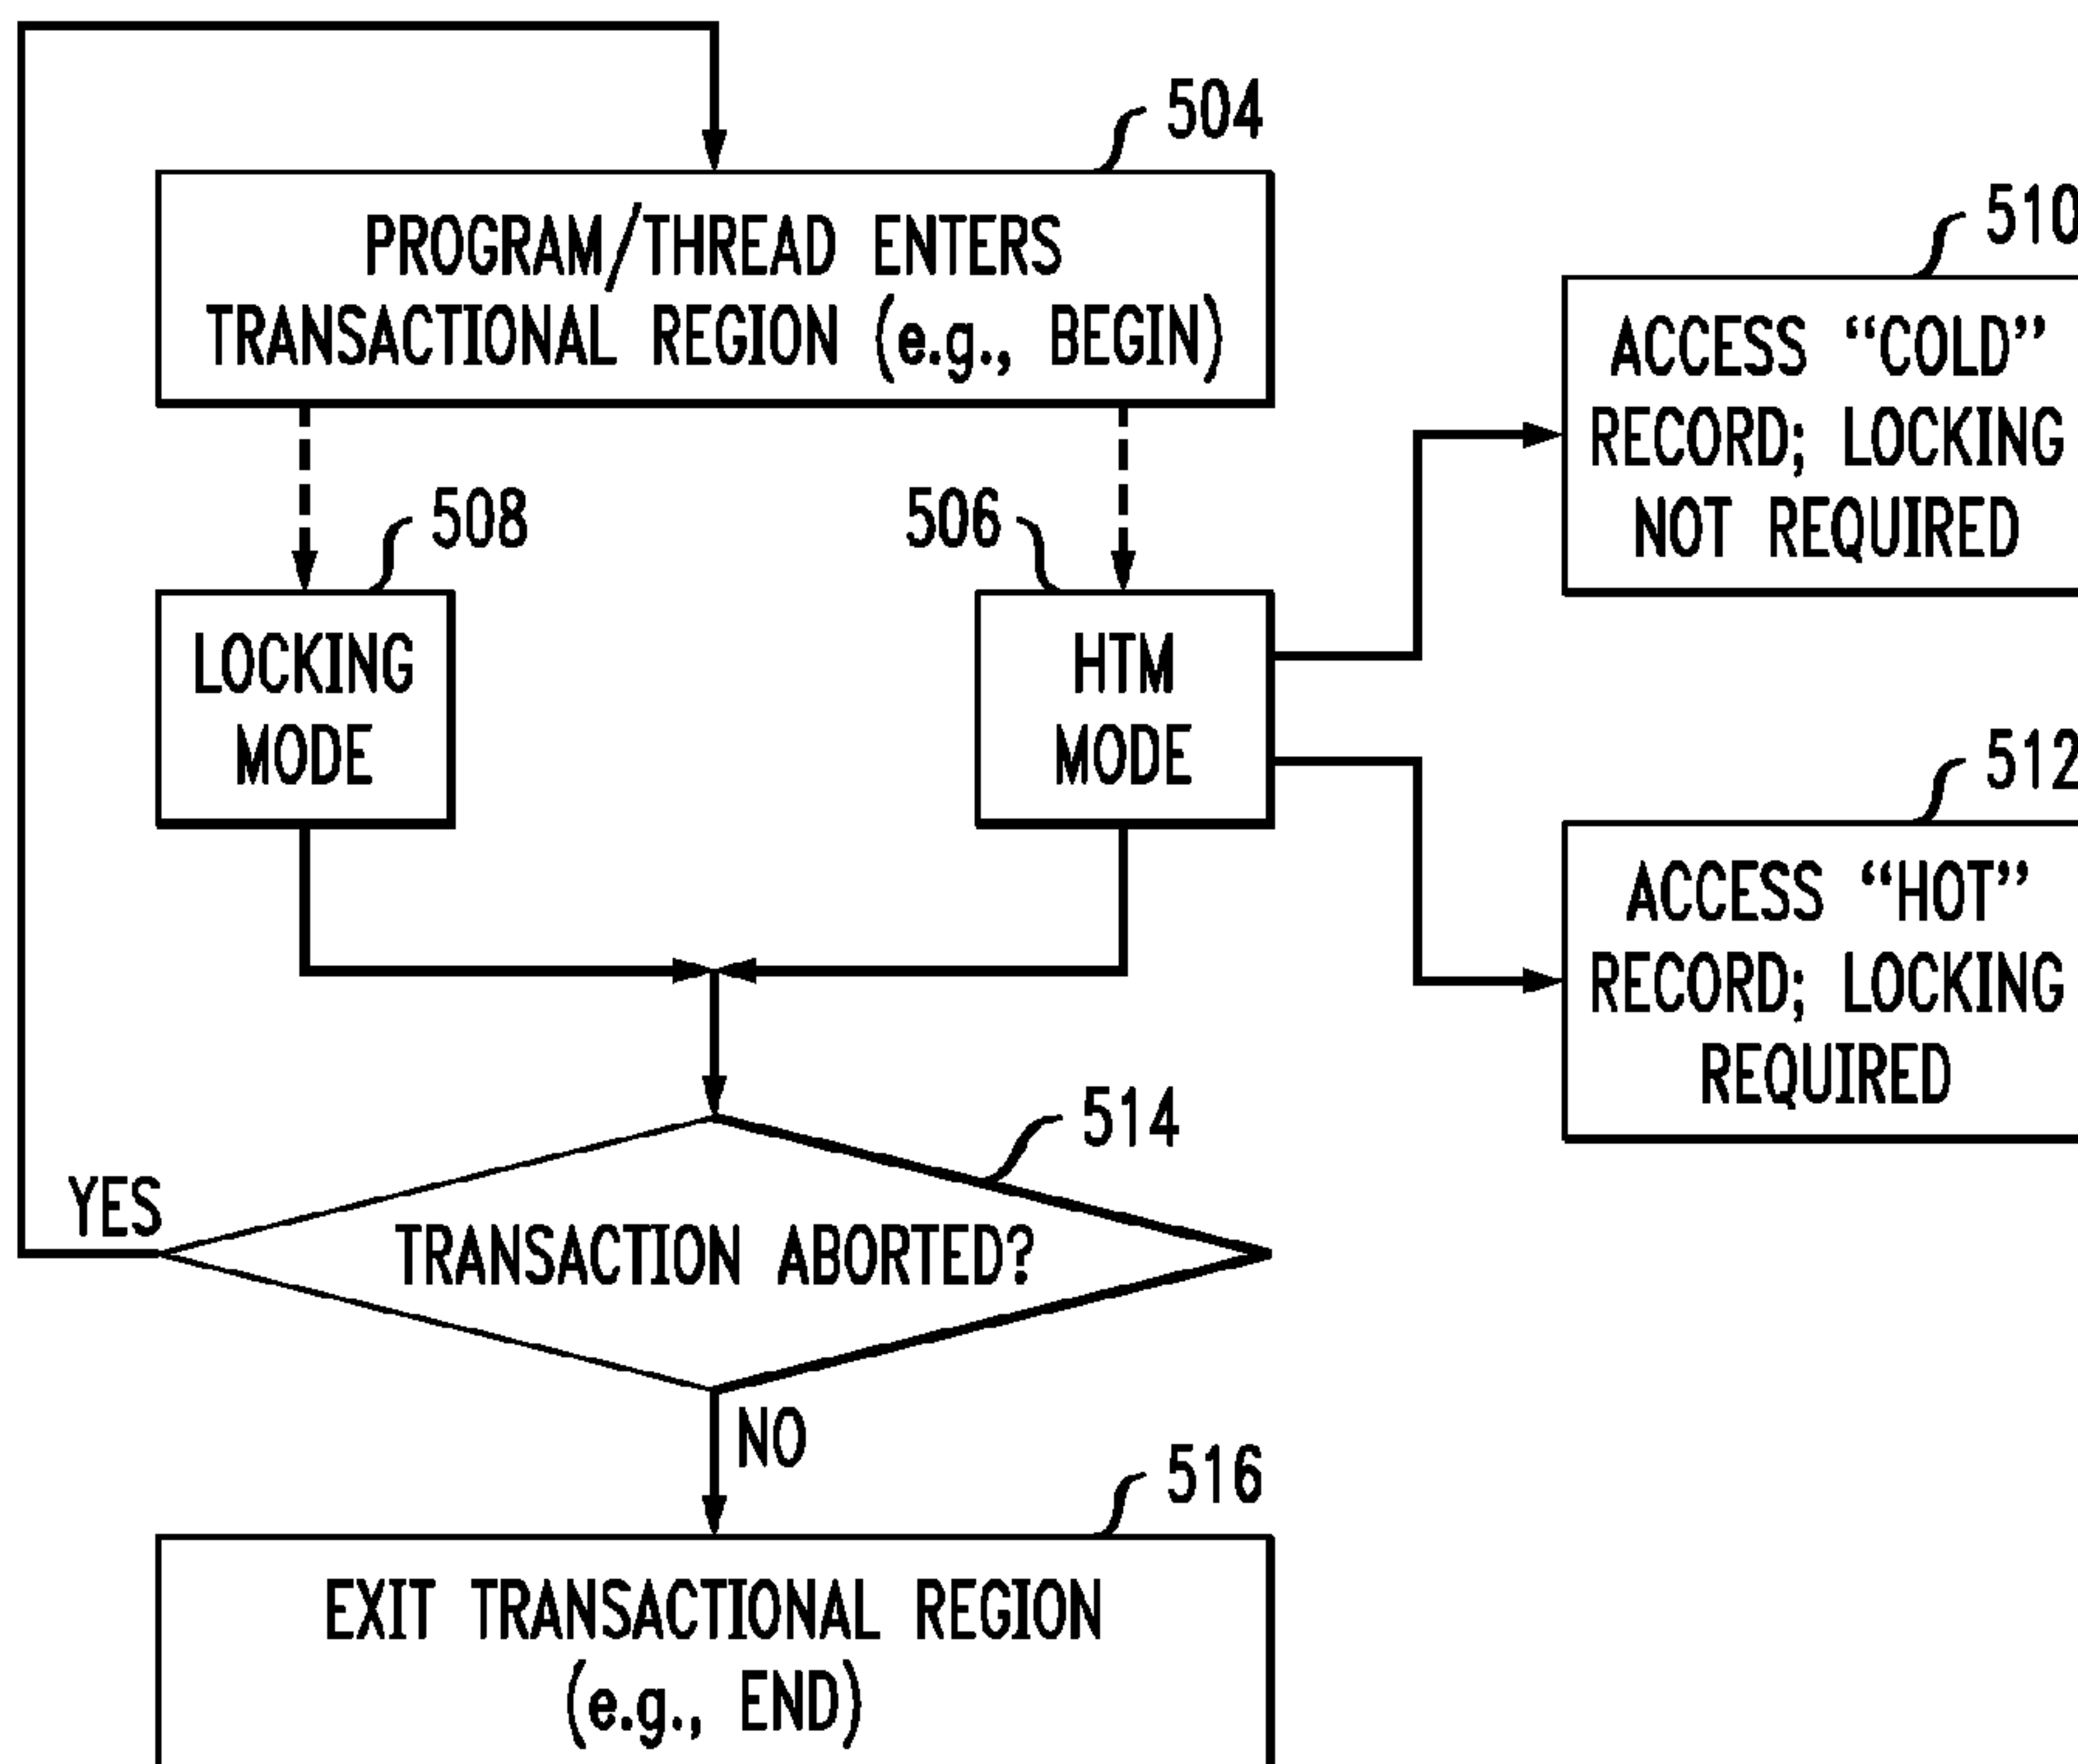 504
PROGRAM/THREAD ENTERS
TRANSACTIONAL REGION (e.g., BEGIN)
510
ACCESS “COLD”
RECORD; LOCKING
NOT REQUIRED
508
506
LOCKING
MODE
HTM
MODE
512
ACCESS “HOT”
RECORD; LOCKING
REQUIRED
514
YES
TRANSACTION ABORTED?
NO
516
EXIT TRANSACTIONAL REGION
(e.g., END)